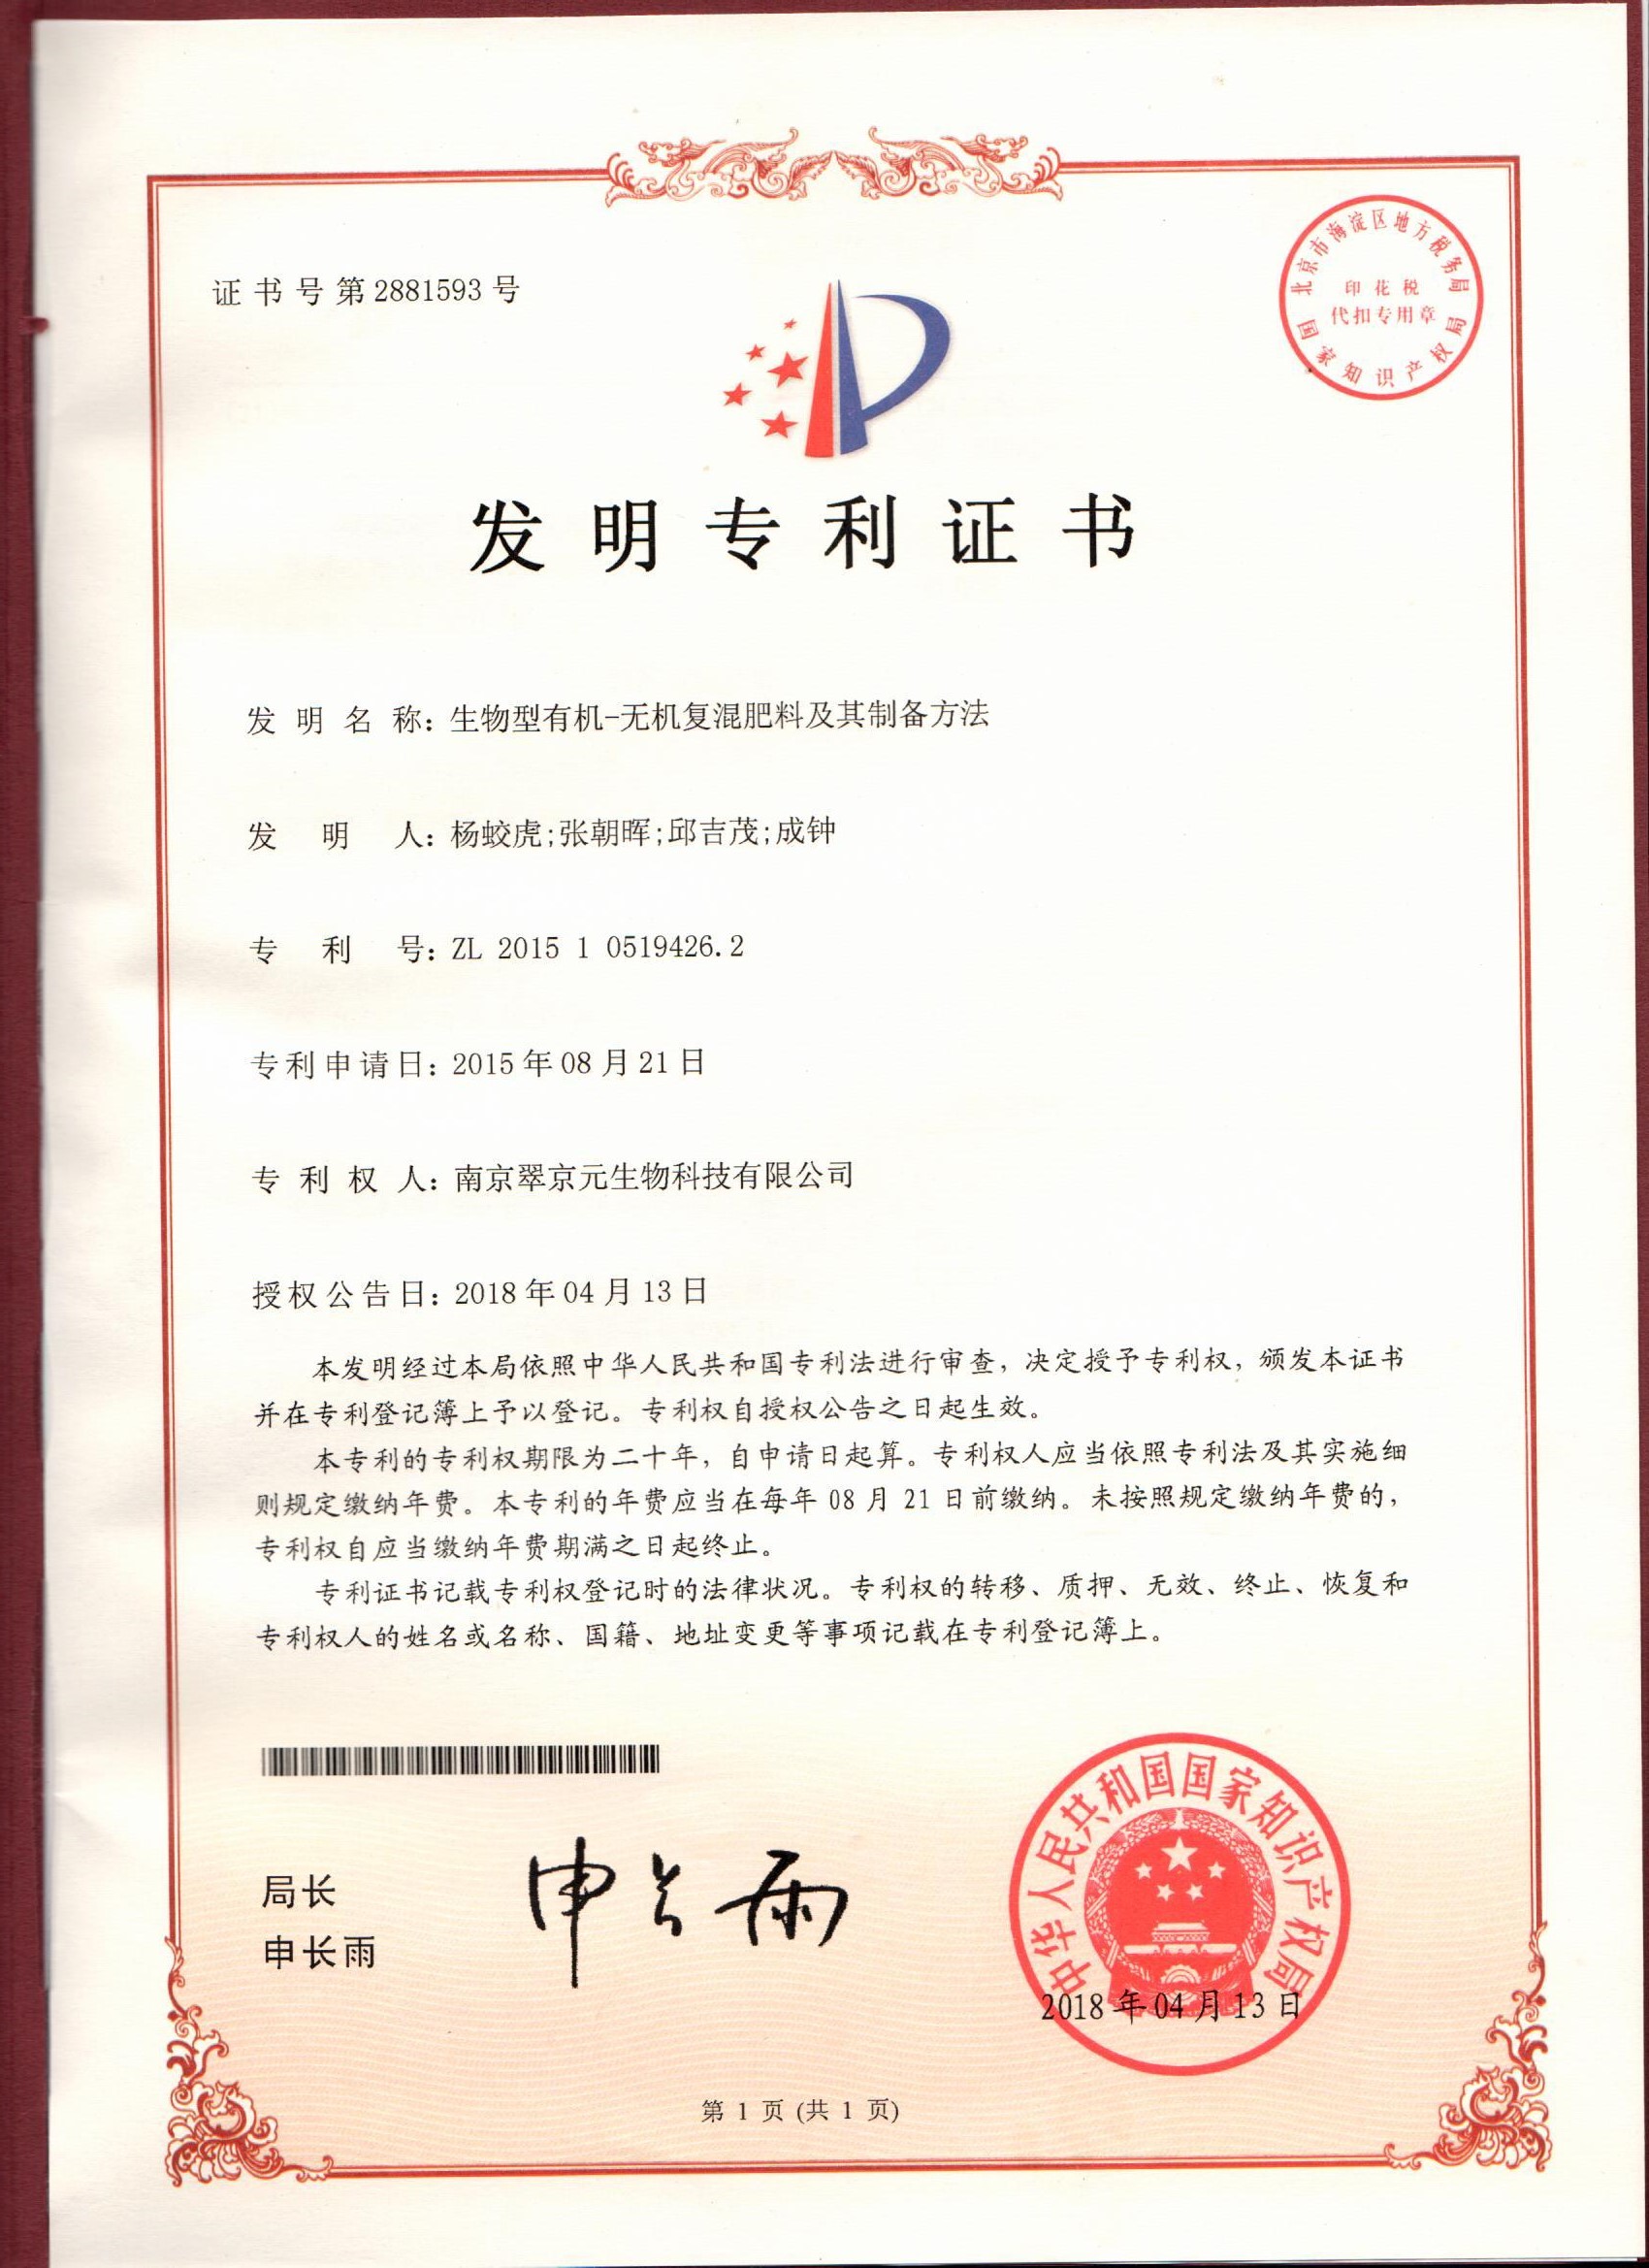 证书号第2881593号
北京市海淀区地方税务局
印花税
代扣专用章
国家知识产权局
发明专利证书
发明名称：生物型有机-无机复混肥料及其制备方法
发明人：杨蛟虎;张朝晖;邱吉茂;成钟
专利号：ZL 2015 1 0519426.2
专利申请日：2015年08月21日
专利权人：南京翠京元生物科技有限公司
授权公告日：2018年04月13日
本发明经过本局依照中华人民共和国专利法进行审查，决定授予专利权，颁发本证书
并在专利登记簿上予以登记。专利权自授权公告之日起生效。
本专利的专利权期限为二十年，自申请日起算。专利权人应当依照专利法及其实施细
则规定缴纳年费。本专利的年费应当在每年 08 月 21 日前缴纳。未按照规定缴纳年费的，
专利权自应当缴纳年费期满之日起终止。
专利证书记载专利权登记时的法律状况。专利权的转移、质押、无效、终止、恢复和
专利权人的姓名或名称、国籍、地址变更等事项记载在专利登记簿上。
局长
申长雨
申长雨
中华人民共和国国家知识产权局
2018年04月13日
第 1 页 (共 1 页)